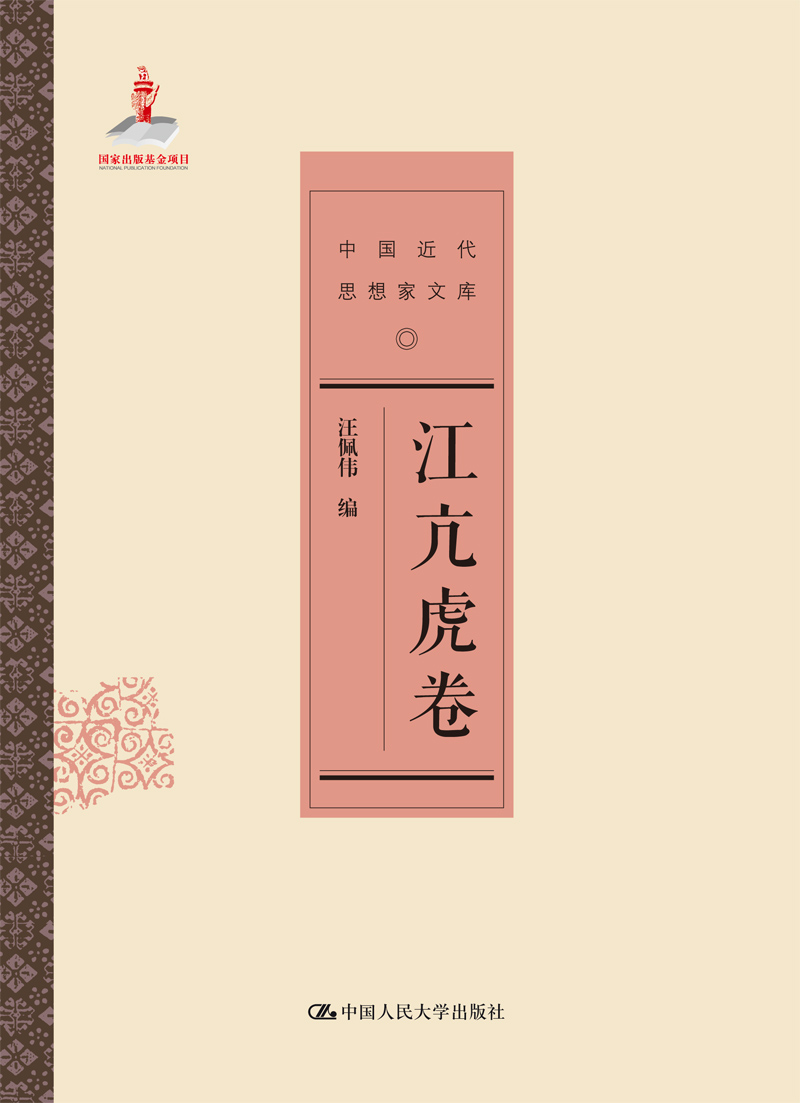 国家出版基金项目
NATIONAL PUBLICATION FOUNDATION
中国近代
思想家文库
江亢虎卷
汪佩伟 编
中国人民大学出版社